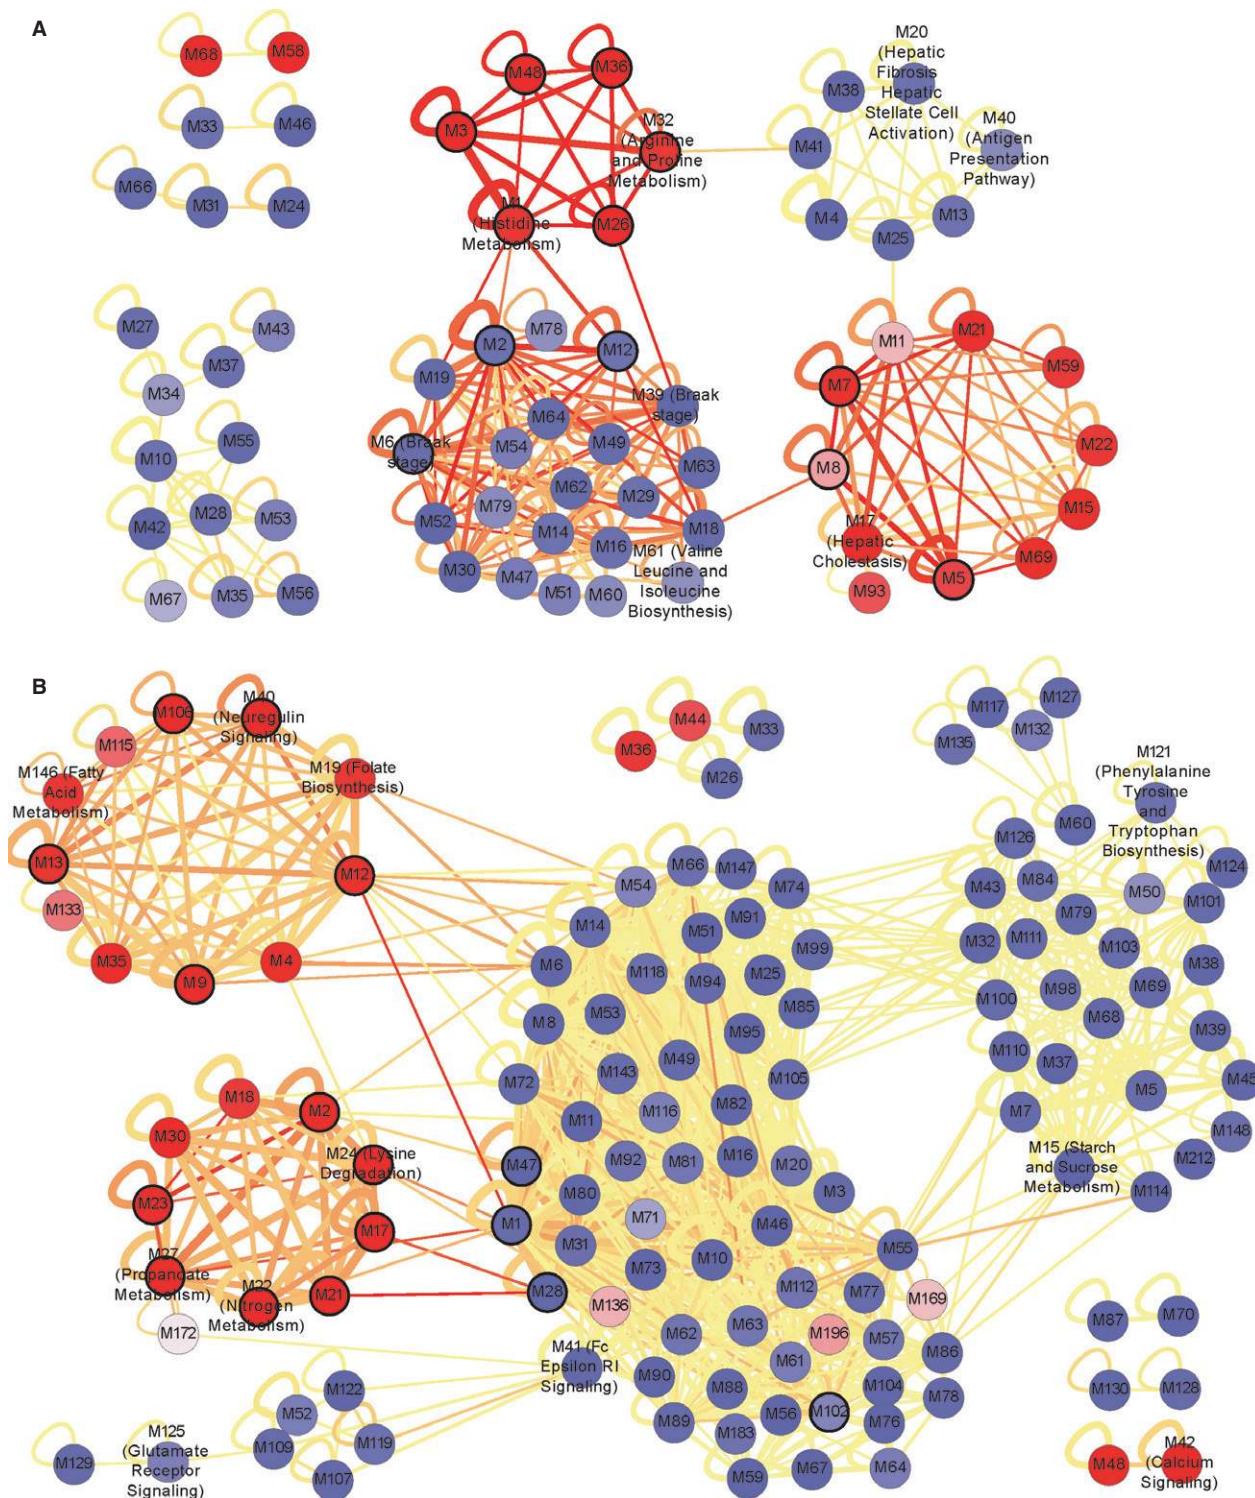 A
M68
M58
M33
M46
M66
M31
M24
M48
M36
M3
M32
(Arginine
and Proline
Metabolism)
M1
(Histidine
Metabolism)
M26
M20
(Hepatic
Fibrosis
Hepatic
Stellate Cell
Activation)
M38
M40
(Antigen
Presentation
Pathway)
M41
M4
M25
M13
M27
M43
M37
M34
M55
M10
M42
M28
M53
M67
M35
M56
M2
M78
M12
M19
M39 (Braak
stage)
M64
M6 (Braak
stage)
M54
M49
M63
M62
M29
M79
M52
M14
M16
M18
M30
M47
M51
M60
M61 (Valine
Leucine and
Isoleucine
Biosynthesis)
M11
M21
M7
M59
M8
M22
M15
M17
(Hepatic
Cholestasis)
M69
M5
M93
B
M106
M40
(Neuregulin
Signaling)
M115
M146 (Fatty
Acid
Metabolism)
M19 (Folate
Biosynthesis)
M13
M12
M133
M35
M4
M9
M44
M33
M36
M26
M117
M127
M135
M132
M60
M121
(Phenylalanine
Tyrosine
and
Tryptophan
Biosynthesis)
M126
M124
M43
M84
M50
M101
M79
M32
M111
M103
M38
M100
M98
M69
M68
M39
M110
M37
M5
M45
M7
M148
M15 (Starch
and Sucrose
Metabolism)
M212
M114
M66
M147
M54
M74
M14
M51
M91
M99
M6
M118
M94
M25
M8
M53
M85
M95
M72
M143
M49
M105
M11
M116
M82
M47
M92
M81
M16
M20
M80
M3
M1
M71
M46
M31
M73
M10
M55
M28
M136
M112
M77
M169
M62
M63
M196
M57
M86
M61
M41 (Fc
Epsilon RI
Signaling)
M90
M88
M104
M78
M89
M183
M56
M102
M76
M59
M67
M64
M18
M2
M30
M24 (Lysine
Degradation)
M23
M17
M27
(Propanoate
Metabolism)
M22
(Nitrogen
Metabolism)
M21
M172
M122
M52
M125
(Glutamate
Receptor
Signaling)
M129
M109
M119
M107
M87
M70
M130
M128
M48
M42
(Calcium
Signaling)